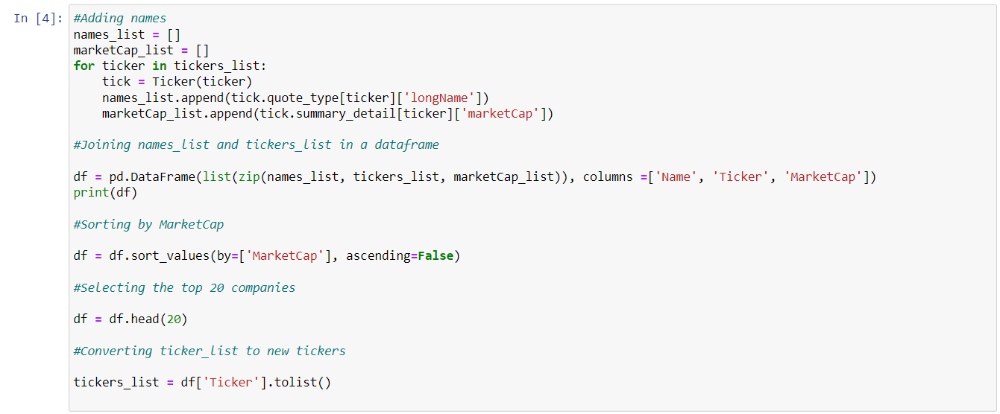 In [4]:
#Adding names
names_list = []
marketCap_list = []
for ticker in tickers_list:
    tick = Ticker(ticker)
    names_list.append(tick.quote_type[ticker]['longName'])
    marketCap_list.append(tick.summary_detail[ticker]['marketCap'])
#Joining names_list and tickers_list in a dataframe
df = pd.DataFrame(list(zip(names_list, tickers_list, marketCap_list)), columns =['Name', 'Ticker', 'MarketCap'])
print(df)
#Sorting by MarketCap
df = df.sort_values(by=['MarketCap'], ascending=False)
#Selecting the top 20 companies
df = df.head(20)
#Converting ticker_list to new tickers
tickers_list = df['Ticker'].tolist()